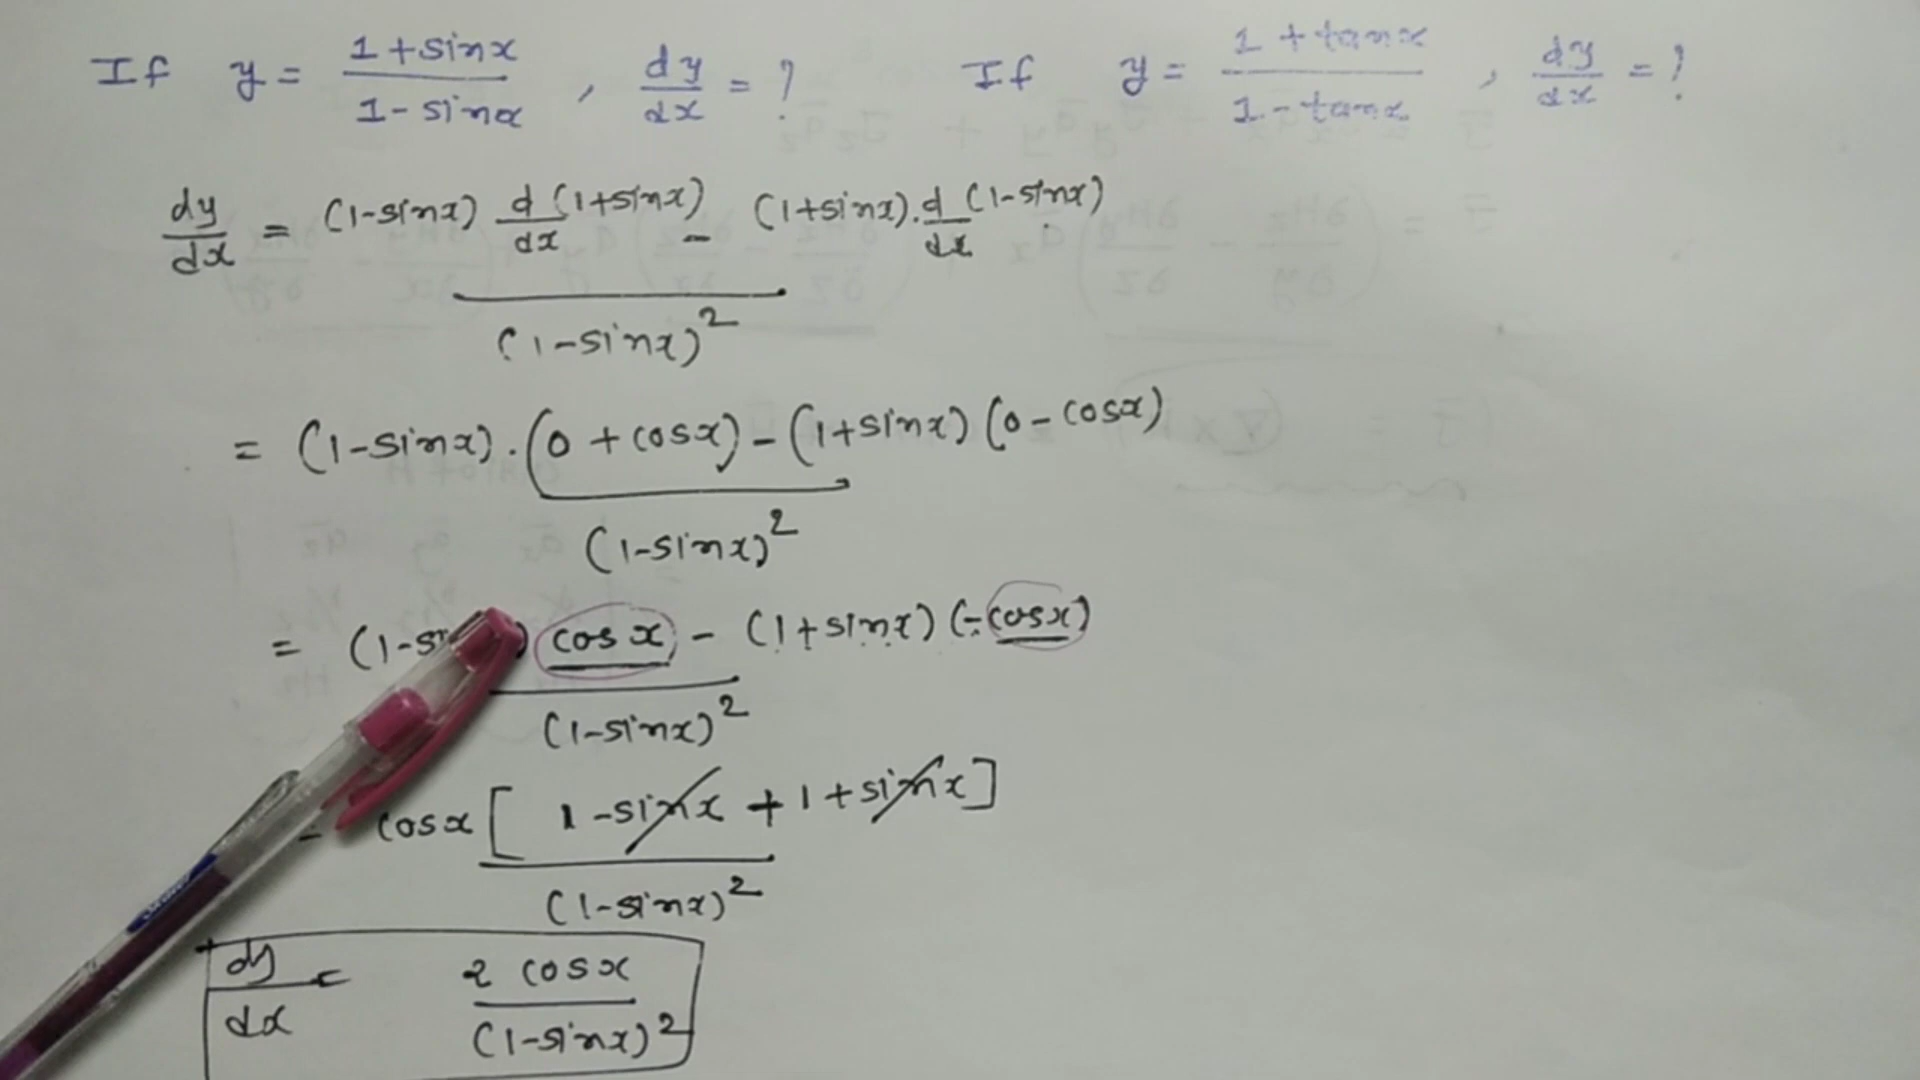 If y = 1+sinx / 1-sinx , dy/dx = ?
If y = 1+tanx / 1-tanx , dy/dx = ?
dy/dx = (1-sinx) d/dx (1+sinx) - (1+sinx).d/dx (1-sinx)
(1-sinx)²
= (1-sinx).(0+cosx)-(1+sinx)(0-cosx)
(1-sinx)²
= (1-s ) cosx - (1+sinx)(-cosx)
(1-sinx)²
- cosx [ 1-sinx + 1+sinx]
(1-sinx)²
dy/dx = 2 cosx / (1-sinx)²